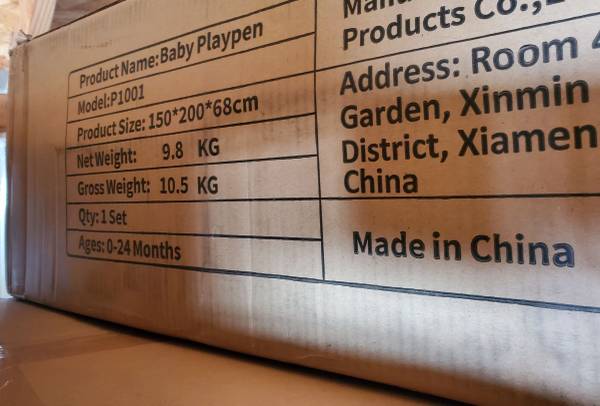 Product Name:Baby Playpen
Model:P1001
Product Size: 150*200*68cm
Net Weight: 9.8 KG
Gross Weight: 10.5 KG
Qty: 1 Set
Ages: 0-24 Months
Products Co.,
Address: Room
Garden, Xinmin
District, Xiamen
China
Made in China